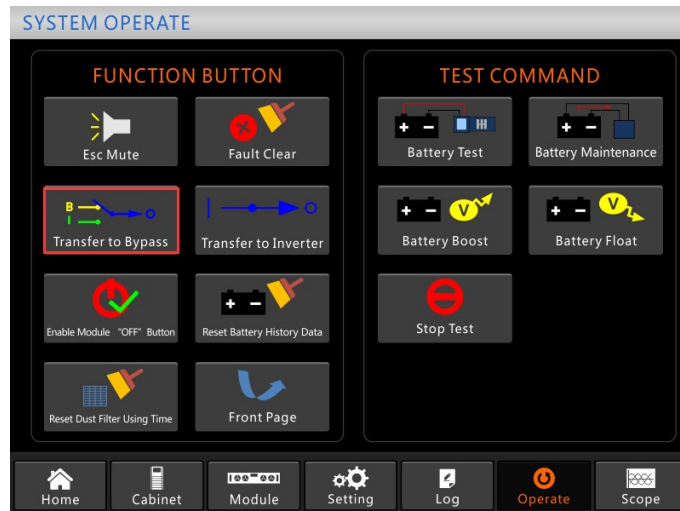 SYSTEM OPERATE
FUNCTION BUTTON
TEST COMMAND
Esc Mute
Fault Clear
Battery Test
Battery Maintenance
B
I
O
Transfer to Bypass
I
O
Transfer to Inverter
V
Battery Boost
V
Battery Float
Enable Module "OFF" Button
Reset Battery History Data
Stop Test
Reset Dust Filter Using Time
Front Page
Home
Cabinet
Module
Setting
Log
Operate
Scope